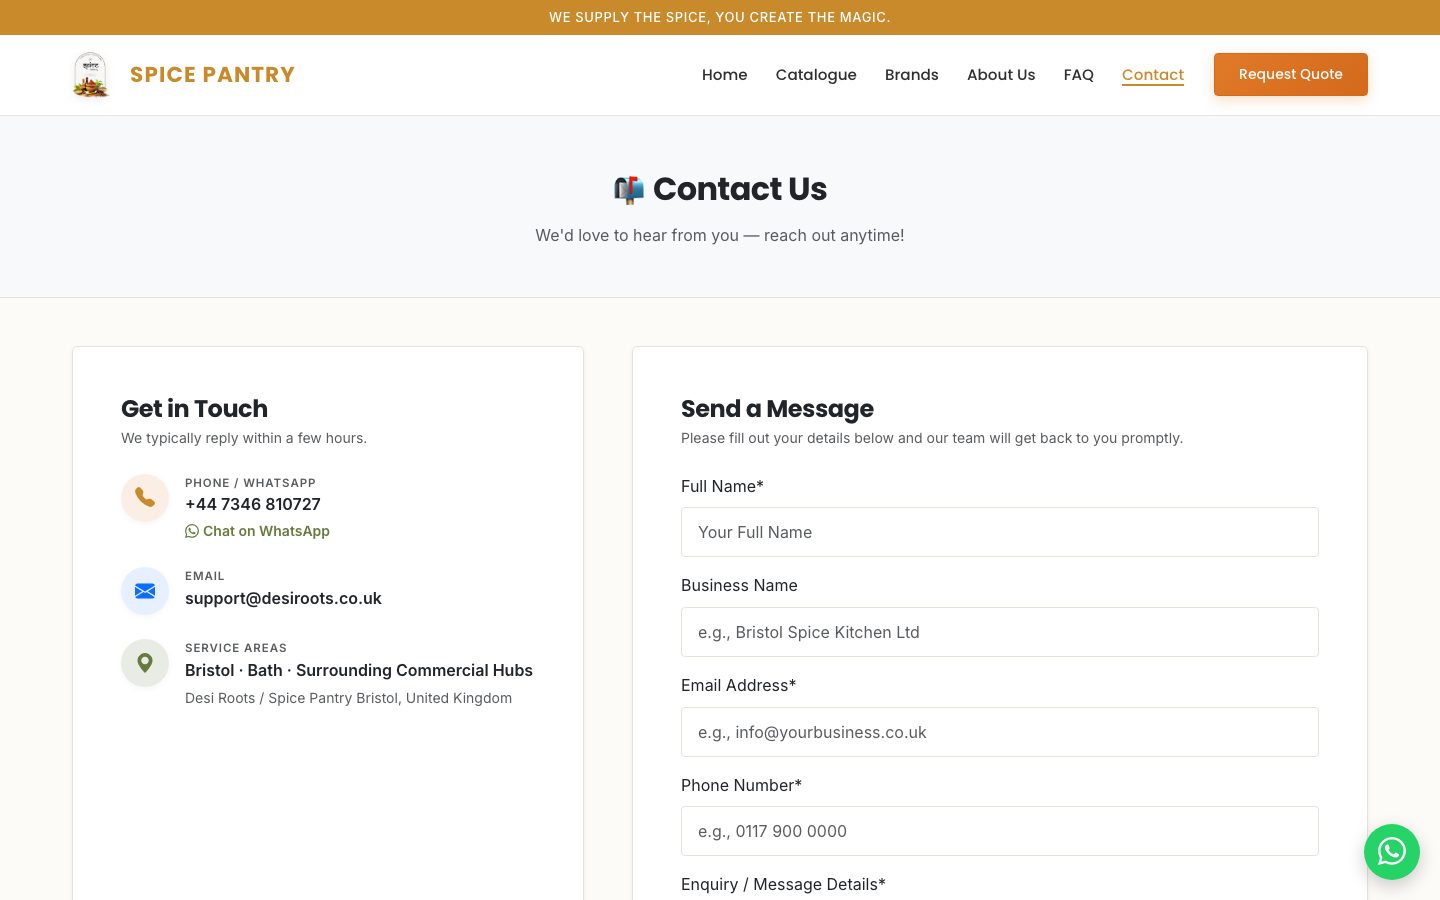 WE SUPPLY THE SPICE, YOU CREATE THE MAGIC.
SPICE PANTRY
Home
Catalogue
Brands
About Us
FAQ
Contact
Request Quote
Contact Us
We'd love to hear from you — reach out anytime!
Get in Touch
We typically reply within a few hours.
PHONE / WHATSAPP
+44 7346 810727
Chat on WhatsApp
EMAIL
support@desiroots.co.uk
SERVICE AREAS
Bristol · Bath · Surrounding Commercial Hubs
Desi Roots / Spice Pantry Bristol, United Kingdom
Send a Message
Please fill out your details below and our team will get back to you promptly.
Full Name*
Your Full Name
Business Name
e.g., Bristol Spice Kitchen Ltd
Email Address*
e.g., info@yourbusiness.co.uk
Phone Number*
e.g., 0117 900 0000
Enquiry / Message Details*